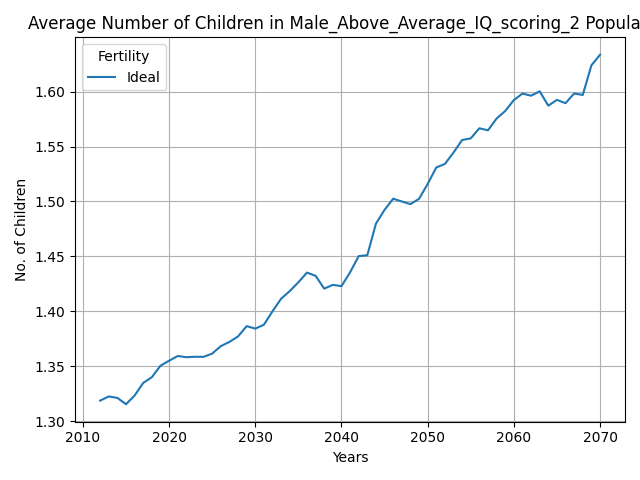 Average Number of Children in Male_Above_Average_IQ_scoring_2 Popula
Fertility
Ideal
1.60
1.55
1.50
1.45
1.40
1.35
1.30
No. of Children
2010 2020 2030 2040 2050 2060 2070
Years